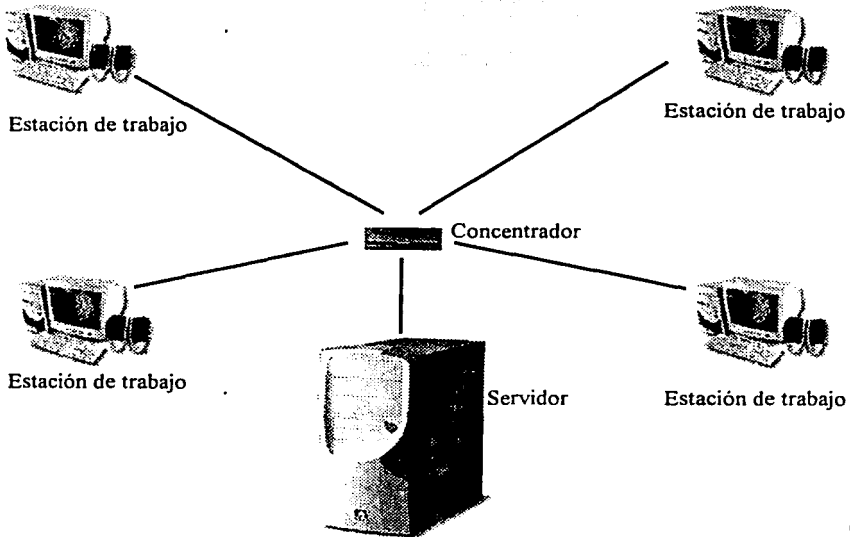 Estación de trabajo
Estación de trabajo
Concentrador
Estación de trabajo
Servidor
Estación de trabajo